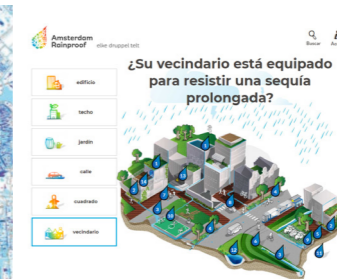 Amsterdam
Rainproof
elke druppel telt
Buscar
¿Su vecindario está equipado
para resistir una sequía
prolongada?
edificio
techo
jardín
calle
cuadrado
vecindario